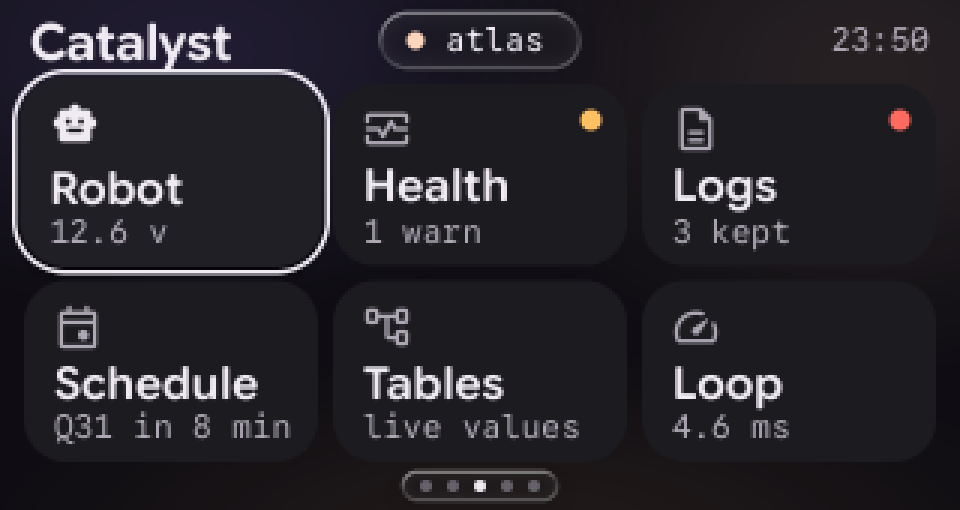 Catalyst
atlas
23:50
Robot
12.6 v
Health
1 warn
Logs
3 kept
Schedule
Q31 in 8 min
Tables
live values
Loop
4.6 ms